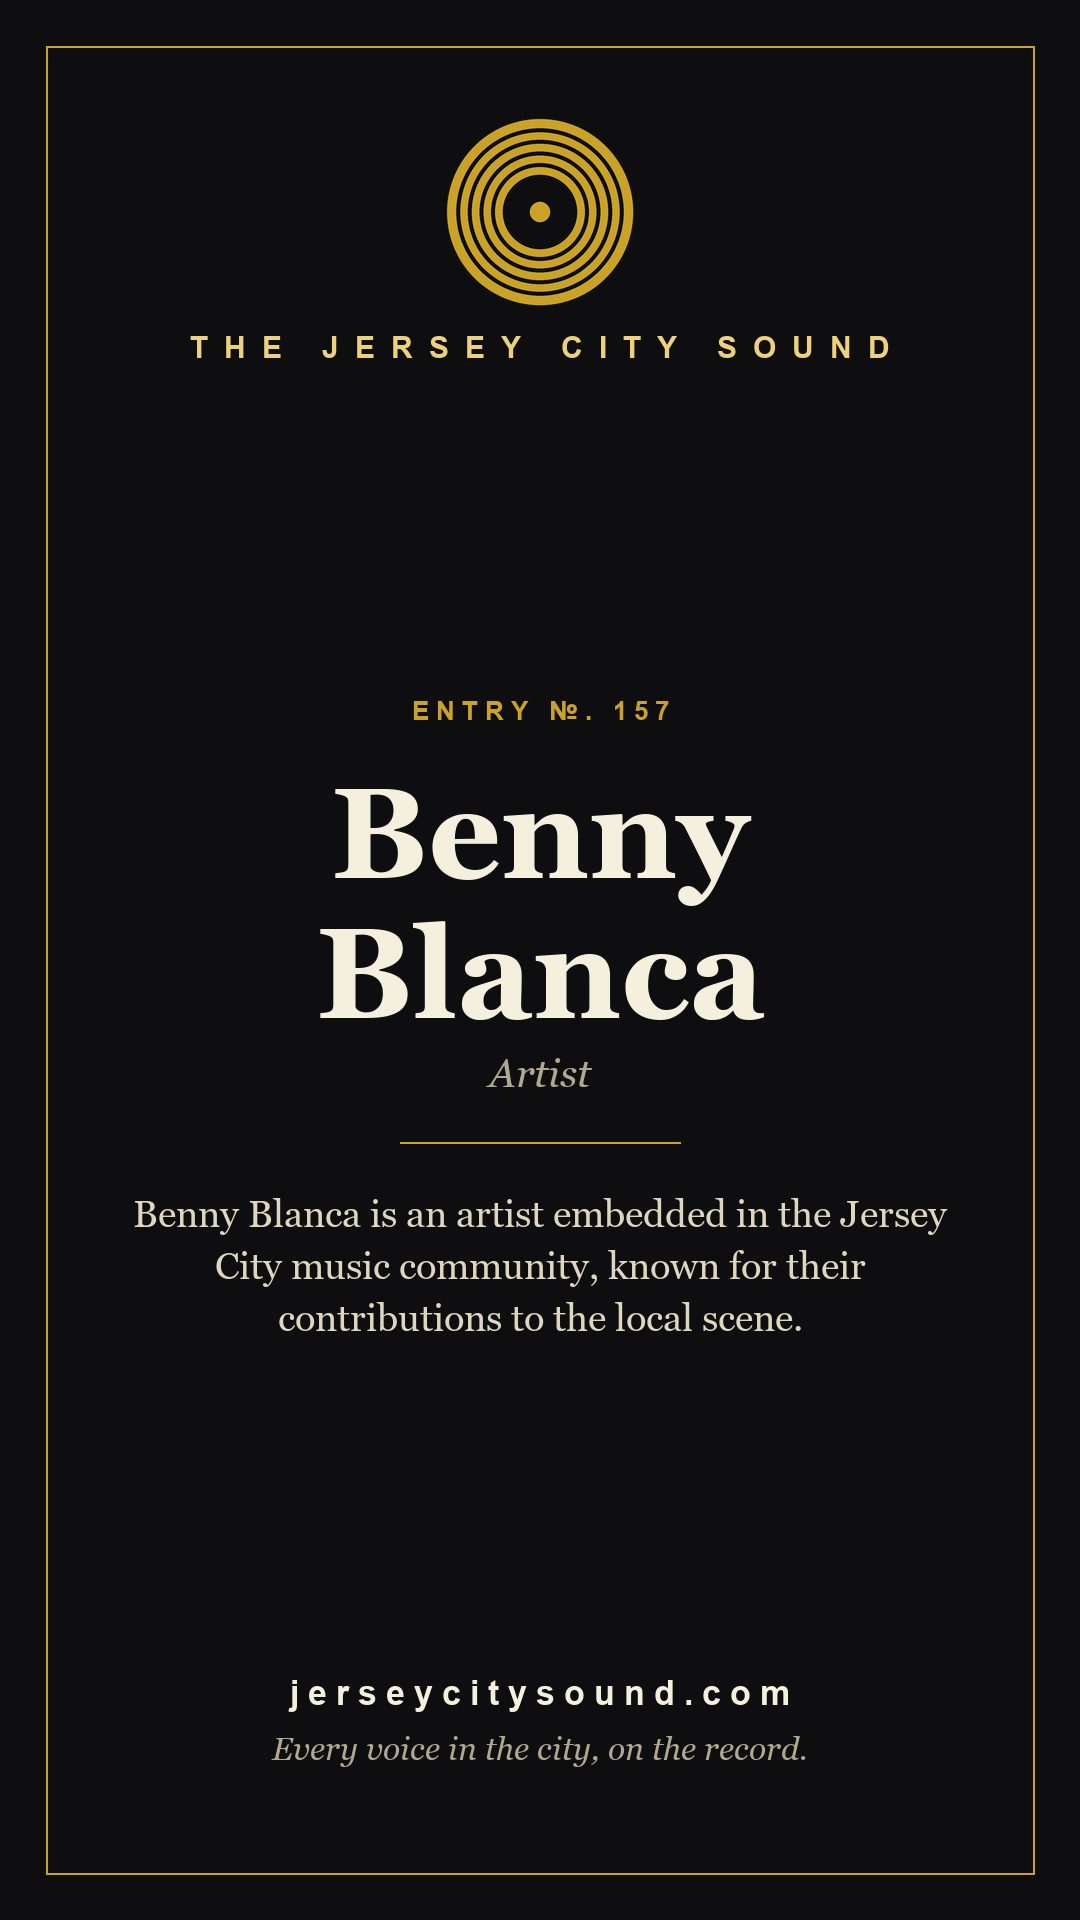 THE JERSEY CITY SOUND
ENTRY №. 157
Benny
Blanca
Artist
Benny Blanca is an artist embedded in the Jersey
City music community, known for their
contributions to the local scene.
jerseycitysound.com
Every voice in the city, on the record.